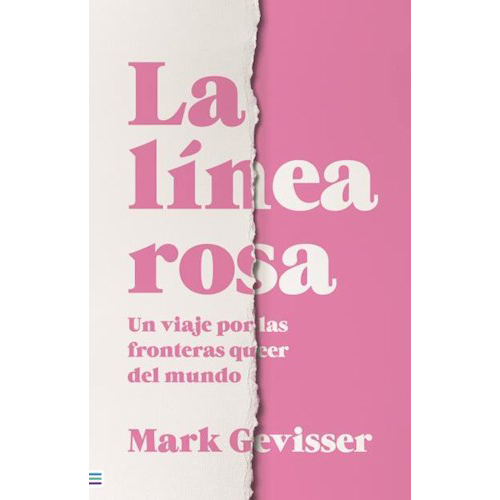 La
línea
rosa
Un viaje por las
fronteras queer
del mundo
Mark Gevisser